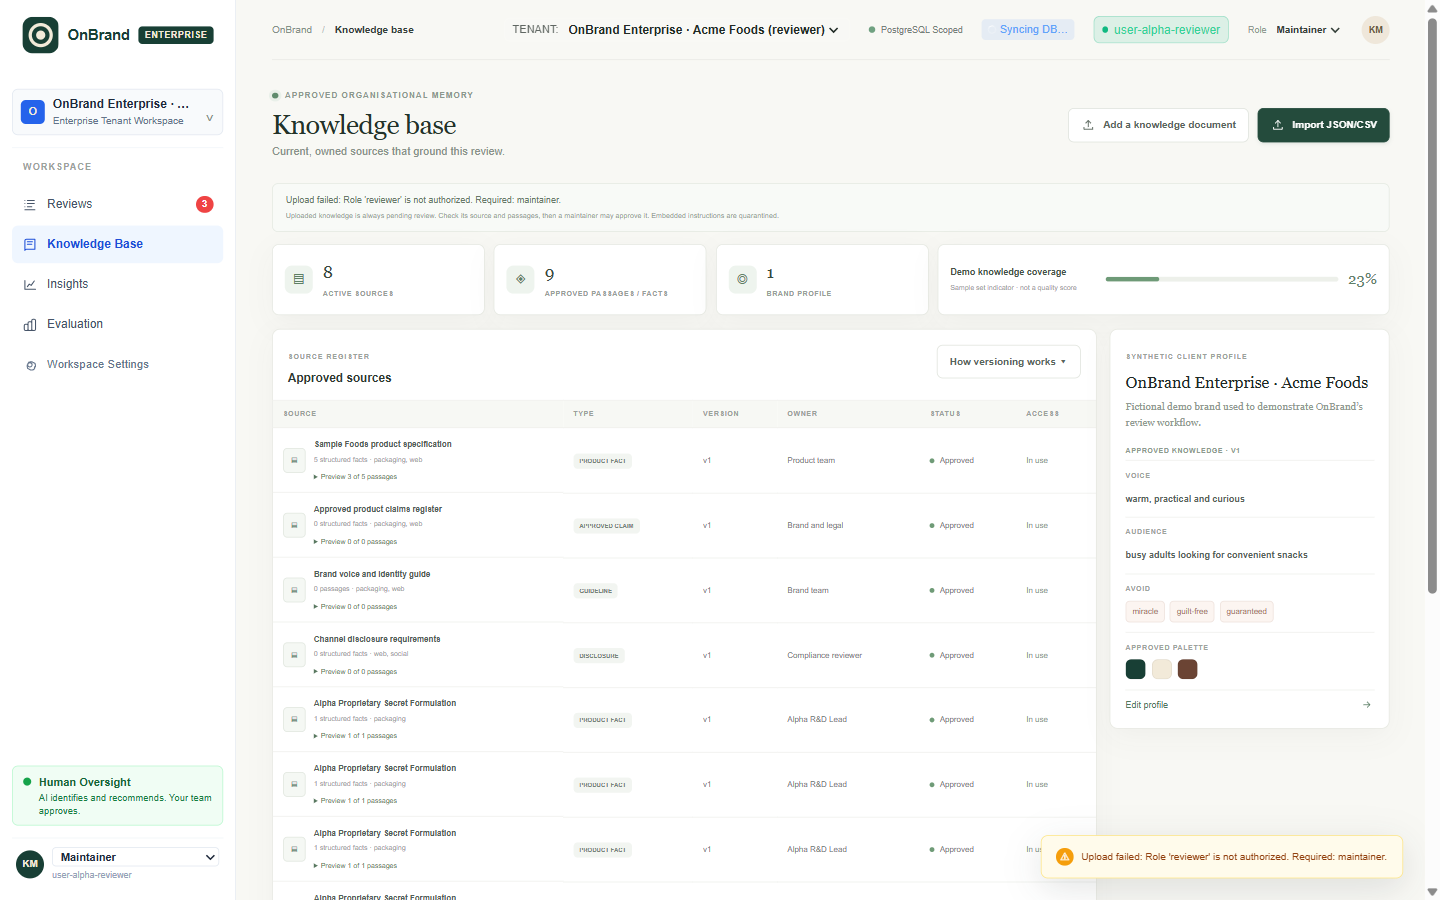 OnBrand ENTERPRISE
O
OnBrand Enterprise · ...
Enterprise Tenant Workspace
WORKSPACE
Reviews 3
Knowledge Base
Insights
Evaluation
Workspace Settings
Human Oversight
AI identifies and recommends. Your team
approves.
KM
Maintainer
user-alpha-reviewer
OnBrand / Knowledge base
TENANT: OnBrand Enterprise · Acme Foods (reviewer)
PostgreSQL Scoped
Syncing DB...
user-alpha-reviewer
Role Maintainer
KM
APPROVED ORGANISATIONAL MEMORY
Knowledge base
Current, owned sources that ground this review.
Add a knowledge document
Import JSON/CSV
Upload failed: Role 'reviewer' is not authorized. Required: maintainer.
Uploaded knowledge is always pending review. Check its source and passages, then a maintainer may approve it. Embedded instructions are quarantined.
8
ACTIVE SOURCES
9
APPROVED PASSAGES / FACTS
1
BRAND PROFILE
Demo knowledge coverage
Sample set indicator · not a quality score
23%
SOURCE REGISTER
Approved sources
How versioning works ▾
SOURCE TYPE VERSION OWNER STATUS ACCESS
Sample Foods product specification
5 structured facts · packaging, web
▸ Preview 3 of 5 passages
PRODUCT FACT v1 Product team Approved In use
Approved product claims register
0 structured facts · packaging, web
▸ Preview 0 of 0 passages
APPROVED CLAIM v1 Brand and legal Approved In use
Brand voice and identity guide
0 passages · packaging, web
▸ Preview 0 of 0 passages
GUIDELINE v1 Brand team Approved In use
Channel disclosure requirements
0 structured facts · web, social
▸ Preview 0 of 0 passages
DISCLOSURE v1 Compliance reviewer Approved In use
Alpha Proprietary Secret Formulation
1 structured facts · packaging
▸ Preview 1 of 1 passages
PRODUCT FACT v1 Alpha R&D Lead Approved In use
Alpha Proprietary Secret Formulation
1 structured facts · packaging
▸ Preview 1 of 1 passages
PRODUCT FACT v1 Alpha R&D Lead Approved In use
Alpha Proprietary Secret Formulation
1 structured facts · packaging
▸ Preview 1 of 1 passages
PRODUCT FACT v1 Alpha R&D Lead Approved In
Alpha Proprietary Secret Formulation
SYNTHETIC CLIENT PROFILE
OnBrand Enterprise · Acme Foods
Fictional demo brand used to demonstrate OnBrand's
review workflow.
APPROVED KNOWLEDGE · V1
VOICE
warm, practical and curious
AUDIENCE
busy adults looking for convenient snacks
AVOID
miracle guilt-free guaranteed
APPROVED PALETTE
Edit profile →
Upload failed: Role 'reviewer' is not authorized. Required: maintainer.